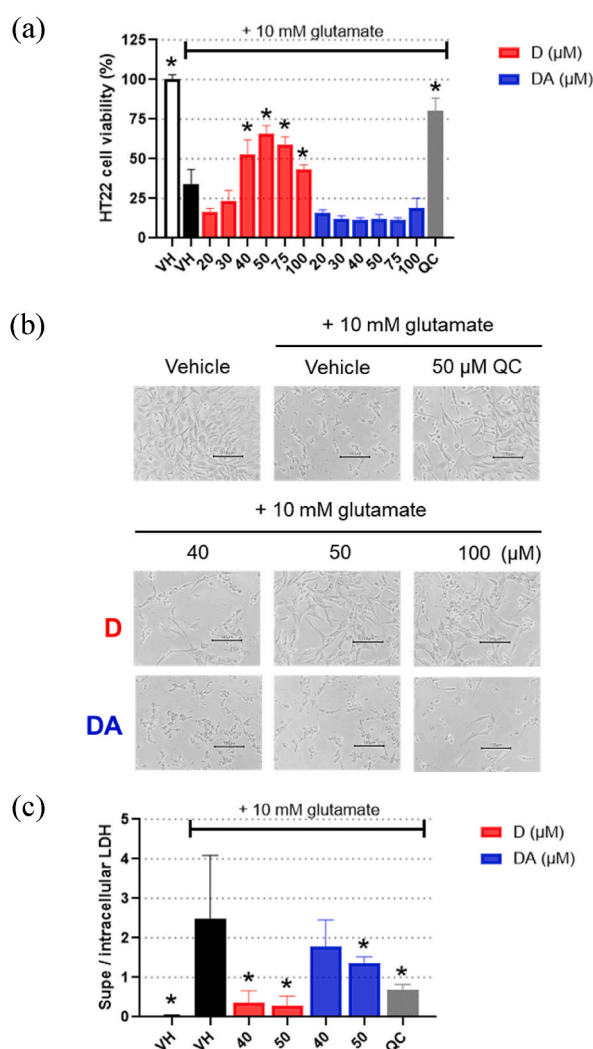 (a)
+ 10 mM glutamate
HT22 cell viability (%)
125
100
75
50
25
0
*
*
*
*
*
*
VH
VH
20
30
40
50
75
100
20
30
40
50
75
100
QC
D (µM)
DA (µM)
(b)
+ 10 mM glutamate
Vehicle
Vehicle
50 µM QC
+ 10 mM glutamate
40
50
100 (µM)
D
DA
(c)
+ 10 mM glutamate
Supe / intracellular LDH
5
4
3
2
1
0
*
*
*
*
*
VH
VH
40
50
40
50
QC
D (µM)
DA (µM)